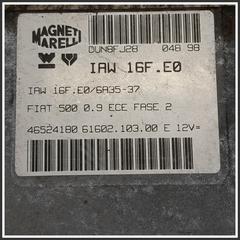 MAGNETI
MARELLI
DUN8FJ28 048 98
IAW 16F.E0
IAW 16F.E0/6A35-37
FIAT 500 0.9 ECE FASE 2
46524180 61602.103.00 E 12V=